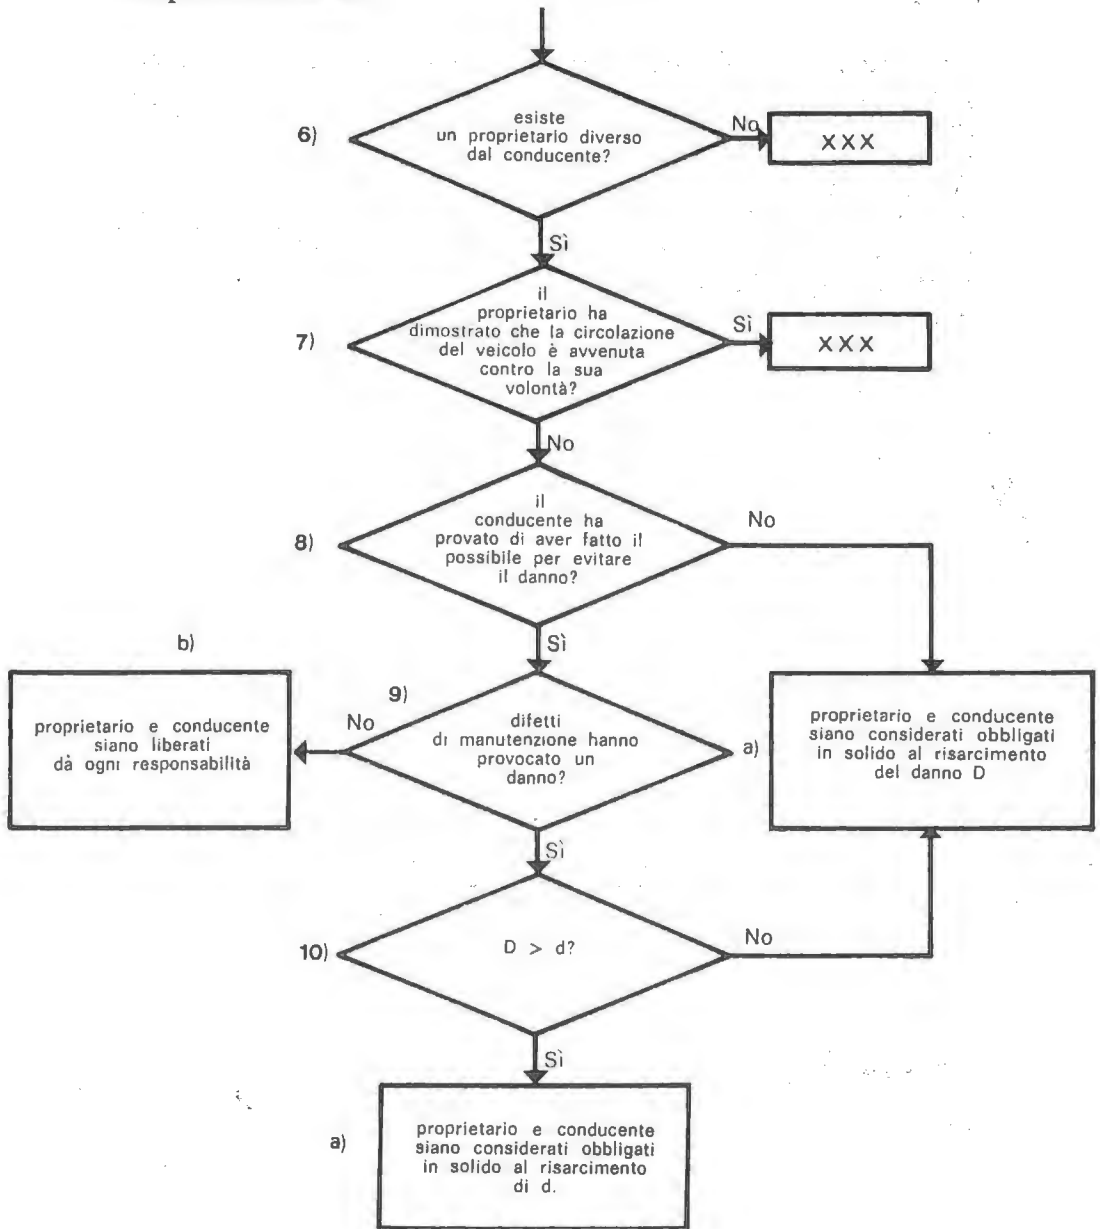 esiste
6)
un proprietario diverso
dal conducente?
No
XXX
Sì
il
proprietario ha
dimostrato che la circolazione
7)
del veicolo è avvenuta
contro la sua
volontà?
Sì
XXX
No
il
conducente ha
8)
provato di aver fatto il
possibile per evitare
il danno?
No
Sì
b)
proprietario e conducente
siano liberati
dà ogni responsabilità
9)
No
difetti
di manutenzione hanno
provocato un
danno?
a)
proprietario e conducente
siano considerati obbligati
in solido al risarcimento
del danno D
Sì
10)
D > d?
No
Sì
a)
proprietario e conducente
siano considerati obbligati
in solido al risarcimento
di d.